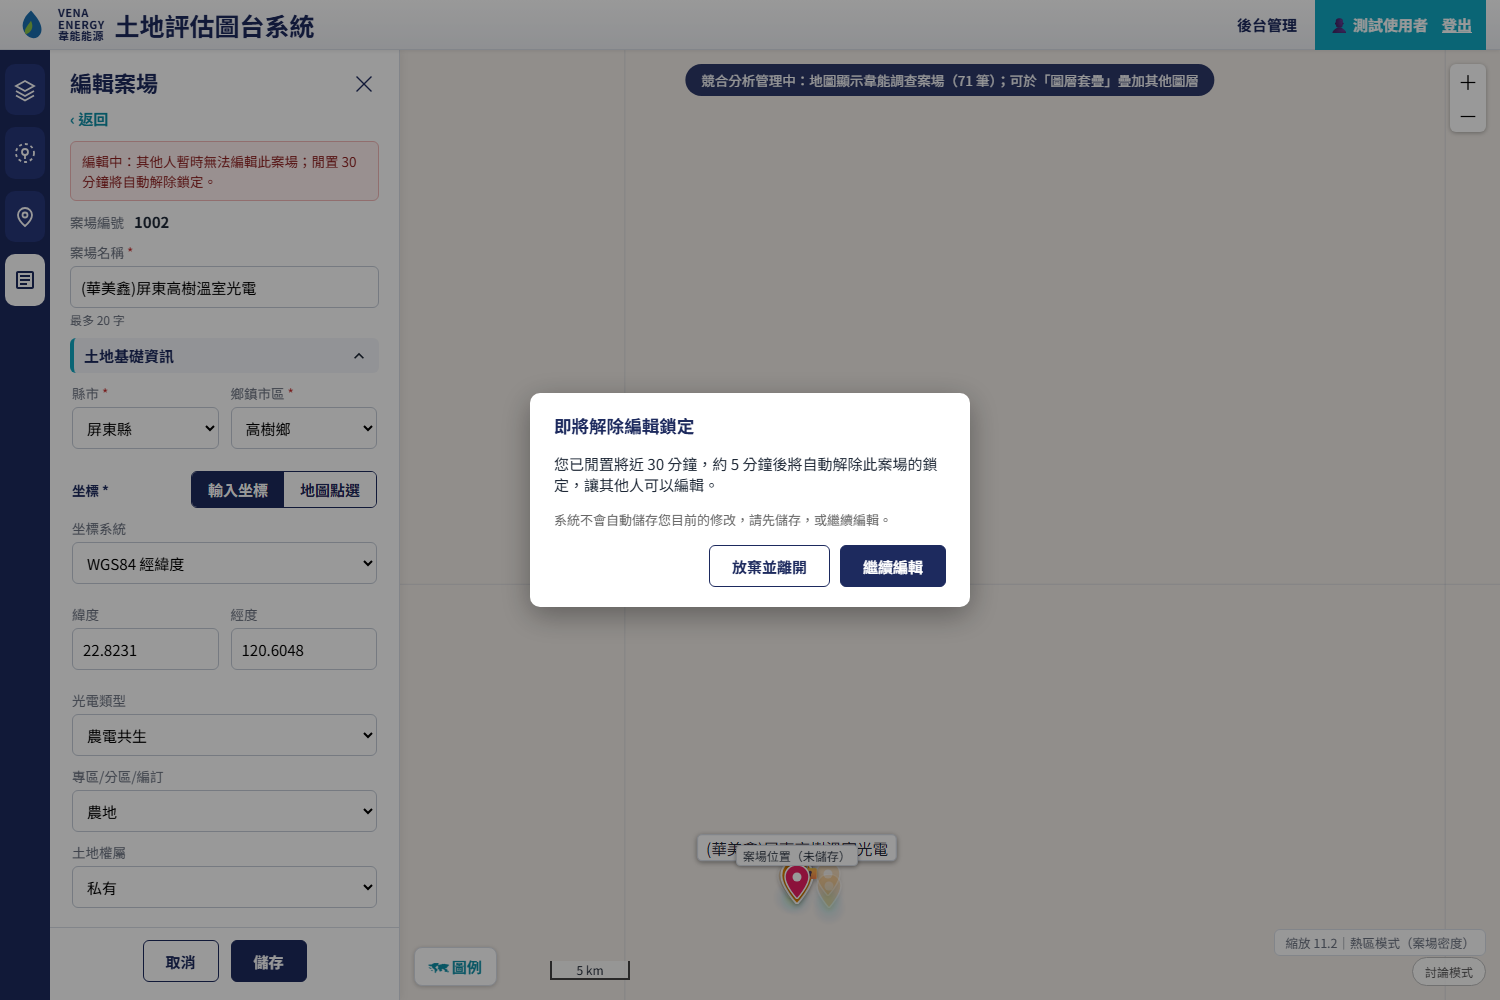 VENA
ENERGY
韋能能源
土地評估圖台系統
後台管理
測試使用者
登出
編輯案場
‹ 返回
編輯中：其他人暫時無法編輯此案場；閒置 30
分鐘將自動解除鎖定。
案場編號 1002
案場名稱 *
(華美鑫)屏東高樹溫室光電
最多 20 字
土地基礎資訊
縣市 *
鄉鎮市區 *
屏東縣
高樹鄉
坐標 *
輸入坐標
地圖點選
坐標系統
WGS84 經緯度
緯度
經度
22.8231
120.6048
光電類型
農電共生
專區/分區/編訂
農地
土地權屬
私有
取消
儲存
競合分析管理中：地圖顯示韋能調查案場（71 筆）；可於「圖層套疊」疊加其他圖層
即將解除編輯鎖定
您已閒置將近 30 分鐘，約 5 分鐘後將自動解除此案場的鎖
定，讓其他人可以編輯。
系統不會自動儲存您目前的修改，請先儲存，或繼續編輯。
放棄並離開
繼續編輯
案場位置（未儲存）
圖例
5 km
縮放 11.2｜熱區模式（案場密度）
討論模式